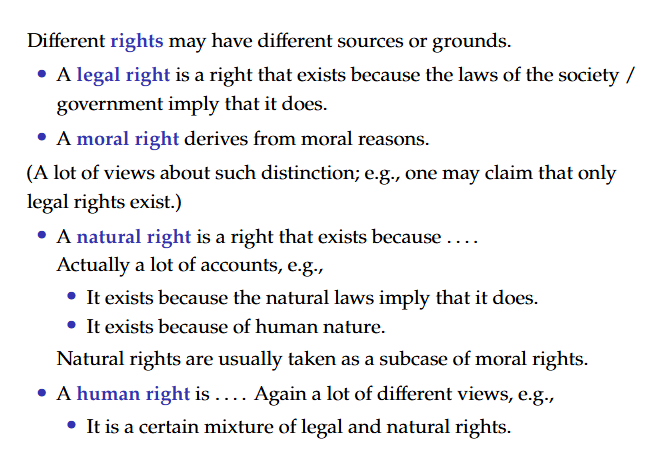 Different rights may have different sources or grounds.
• A legal right is a right that exists because the laws of the society /
government imply that it does.
• A moral right derives from moral reasons.
(A lot of views about such distinction; e.g., one may claim that only
legal rights exist.)
• A natural right is a right that exists because . . . .
Actually a lot of accounts, e.g.,
• It exists because the natural laws imply that it does.
• It exists because of human nature.
Natural rights are usually taken as a subcase of moral rights.
• A human right is . . . . Again a lot of different views, e.g.,
• It is a certain mixture of legal and natural rights.